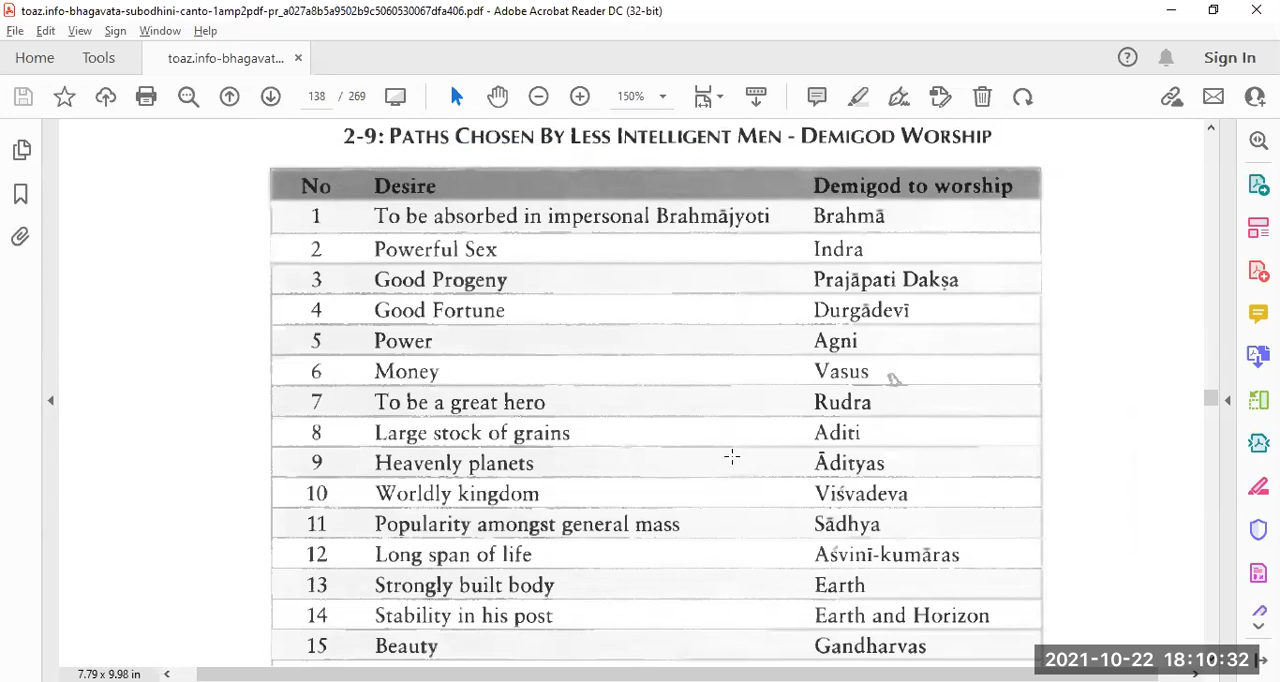 toaz.info-bhagavata-subodhini-canto-1amp2pdf-pr_a027a8b5a9502b9c5060530067dfa406.pdf - Adobe Acrobat Reader DC (32-bit)
File Edit View Sign Window Help
Home Tools toaz.info-bhagavat... × Sign In
138 / 269 150%
2-9: PATHS CHOSEN BY LESS INTELLIGENT MEN - DEMIGOD WORSHIP
No Desire Demigod to worship
1 To be absorbed in impersonal Brahmājyoti Brahmā
2 Powerful Sex Indra
3 Good Progeny Prajāpati Dakṣa
4 Good Fortune Durgādevī
5 Power Agni
6 Money Vasus
7 To be a great hero Rudra
8 Large stock of grains Aditi
9 Heavenly planets Ādityas
10 Worldly kingdom Viśvadeva
11 Popularity amongst general mass Sādhya
12 Long span of life Aśvinī-kumāras
13 Strongly built body Earth
14 Stability in his post Earth and Horizon
15 Beauty Gandharvas
2021-10-22 18:10:32
7.79 x 9.98 in